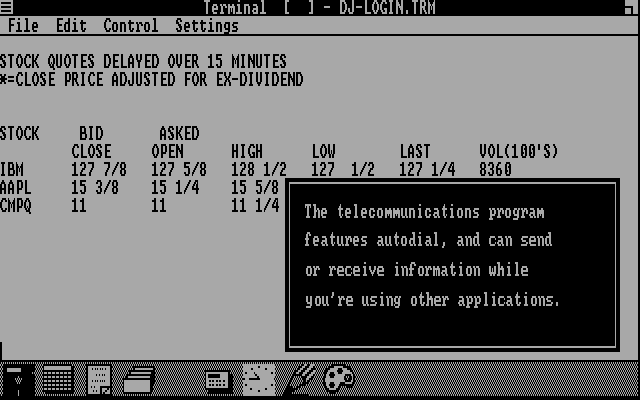 Terminal [ ] - DJ-LOGIN.TRM
File Edit Control Settings
STOCK QUOTES DELAYED OVER 15 MINUTES
*=CLOSE PRICE ADJUSTED FOR EX-DIVIDEND
STOCK BID ASKED
CLOSE OPEN HIGH LOW LAST VOL(100'S)
IBM 127 7/8 127 5/8 128 1/2 127 1/2 127 1/4 8360
AAPL 15 3/8 15 1/4 15 5/8
CMPQ 11 11 11 1/4
The telecommunications program
features autodial, and can send
or receive information while
you're using other applications.